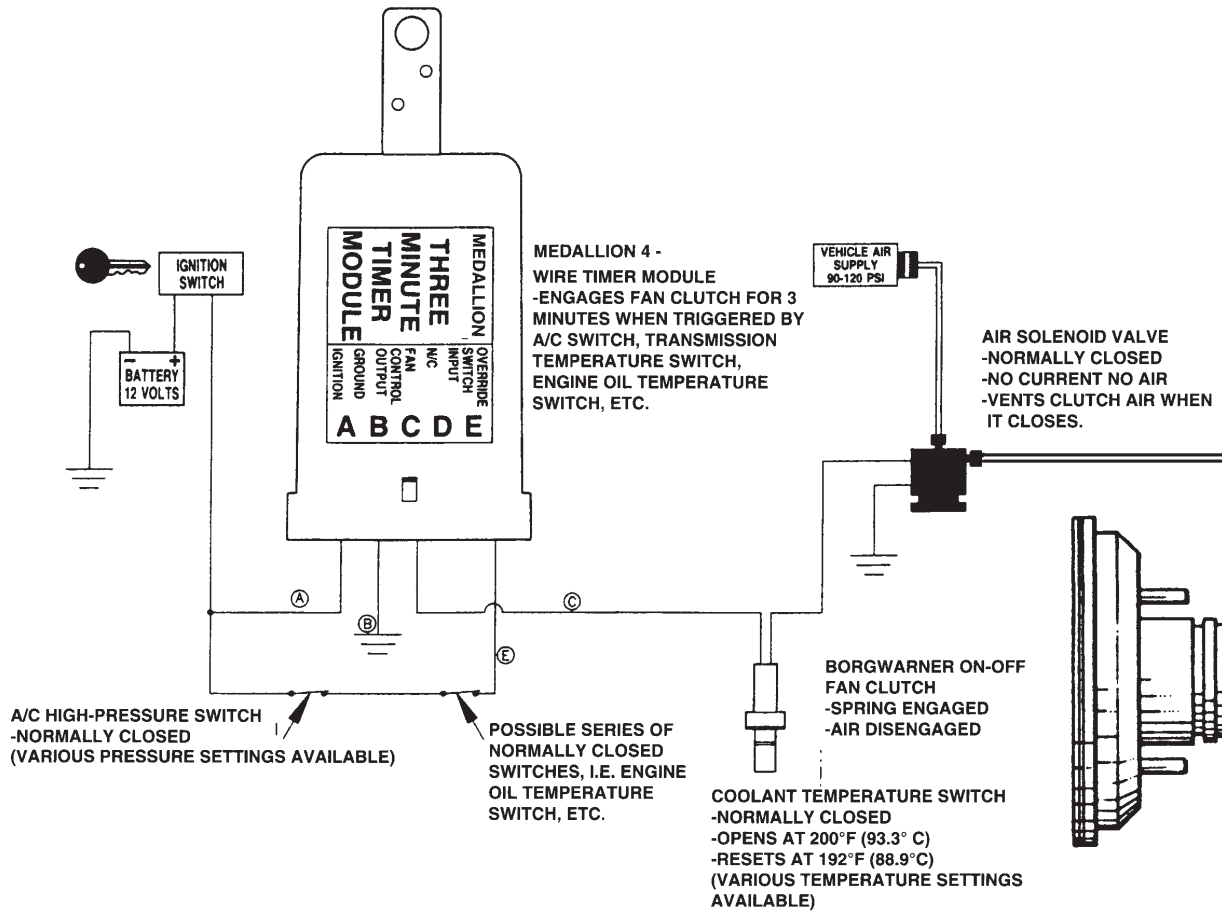 IGNITION
SWITCH
- +
BATTERY
12 VOLTS
MEDALLION
THREE
MINUTE
TIMER
MODULE
IGNITION
GROUND
FAN
CONTROL
OUTPUT
N/C
OVERRIDE
SWITCH
INPUT
A B C D E
MEDALLION 4 -
WIRE TIMER MODULE
-ENGAGES FAN CLUTCH FOR 3
MINUTES WHEN TRIGGERED BY
A/C SWITCH, TRANSMISSION
TEMPERATURE SWITCH,
ENGINE OIL TEMPERATURE
SWITCH, ETC.
VEHICLE AIR
SUPPLY
90-120 PSI
AIR SOLENOID VALVE
-NORMALLY CLOSED
-NO CURRENT NO AIR
-VENTS CLUTCH AIR WHEN
IT CLOSES.
A
B
C
E
A/C HIGH-PRESSURE SWITCH
-NORMALLY CLOSED
(VARIOUS PRESSURE SETTINGS AVAILABLE)
POSSIBLE SERIES OF
NORMALLY CLOSED
SWITCHES, I.E. ENGINE
OIL TEMPERATURE
SWITCH, ETC.
BORGWARNER ON-OFF
FAN CLUTCH
-SPRING ENGAGED
-AIR DISENGAGED
COOLANT TEMPERATURE SWITCH
-NORMALLY CLOSED
-OPENS AT 200°F (93.3° C)
-RESETS AT 192°F (88.9°C)
(VARIOUS TEMPERATURE SETTINGS
AVAILABLE)